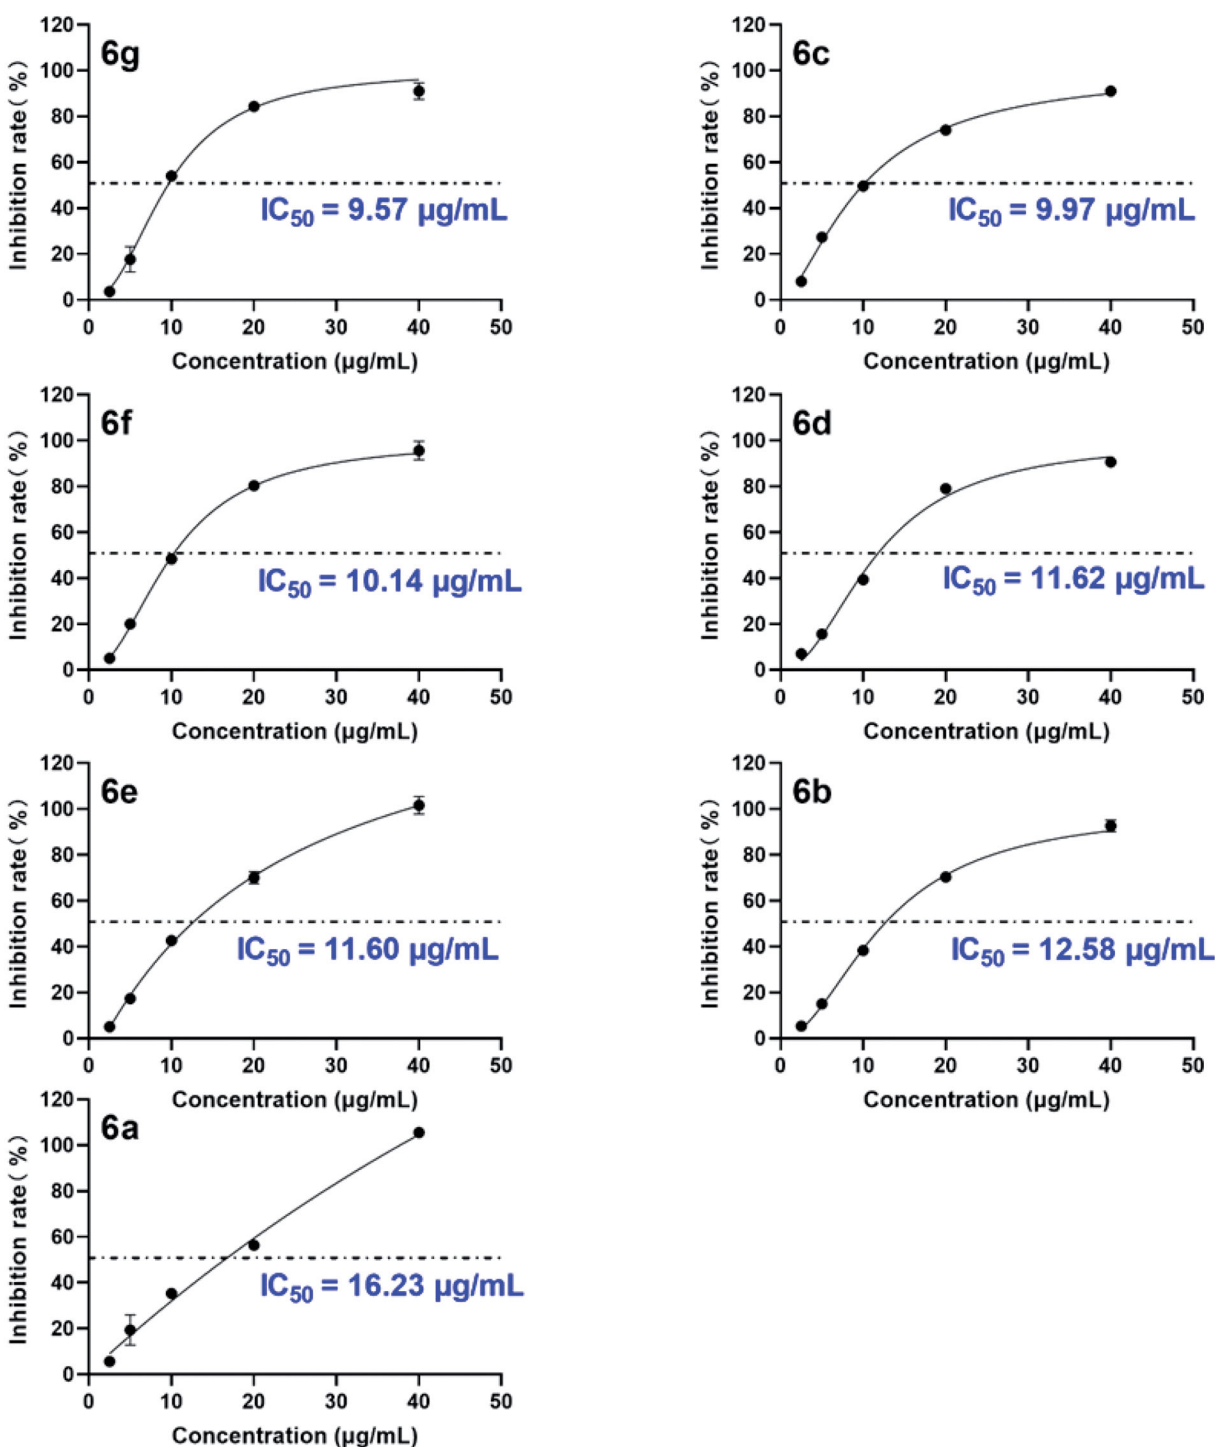 6g
Inhibition rate( %)
120
100
80
60
40
20
0
IC50 = 9.57 µg/mL
0 10 20 30 40 50
Concentration (µg/mL)
6c
Inhibition rate( %)
120
100
80
60
40
20
0
IC50 = 9.97 µg/mL
0 10 20 30 40 50
Concentration (µg/mL)
6f
Inhibition rate( %)
120
100
80
60
40
20
0
IC50 = 10.14 µg/mL
0 10 20 30 40 50
Concentration (µg/mL)
6d
Inhibition rate( %)
120
100
80
60
40
20
0
IC50 = 11.62 µg/mL
0 10 20 30 40 50
Concentration (µg/mL)
6e
Inhibition rate( %)
120
100
80
60
40
20
0
IC50 = 11.60 µg/mL
0 10 20 30 40 50
Concentration (µg/mL)
6b
Inhibition rate( %)
120
100
80
60
40
20
0
IC50 = 12.58 µg/mL
0 10 20 30 40 50
Concentration (µg/mL)
6a
Inhibition rate( %)
120
100
80
60
40
20
0
IC50 = 16.23 µg/mL
0 10 20 30 40 50
Concentration (µg/mL)